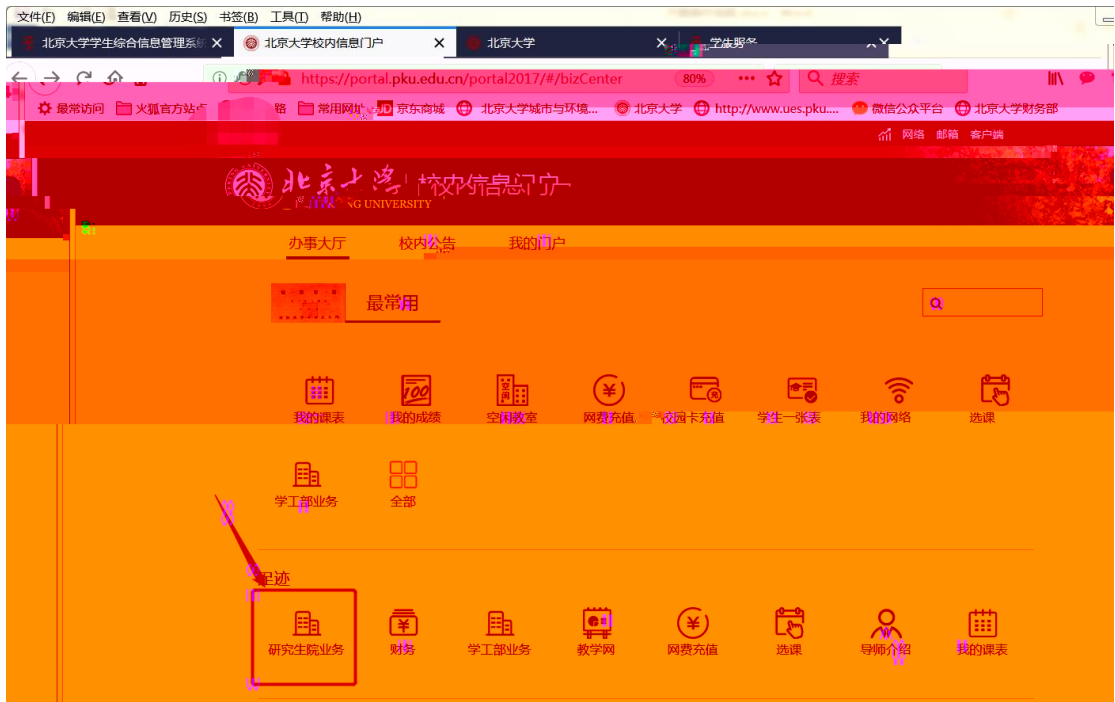 文件(F) 编辑(E) 查看(V) 历史(S) 书签(B) 工具(T) 帮助(H)
北京大学学生综合信息管理系统 × 北京大学校内信息门户 × 北京大学 × 学生服务 ×
https://portal.pku.edu.cn/portal2017/#/bizCenter 80% ••• 搜索
最常访问 火狐官方站点 常用网址 JD 京东商城 北京大学城市与环境... 北京大学 http://www.ues.pku.... 微信公众平台 北京大学财务部
网络 邮箱 客户端
北京大学 校内信息门户
UNIVERSITY
办事大厅 校内公告 我的门户
最常用
我的课表 我的成绩 空闲教室 网费充值 校园卡充值 学生一张表 我的网络 选课
学工部业务 全部
足迹
研究生院业务 财务 学工部业务 教学网 网费充值 选课 导师介绍 我的课表